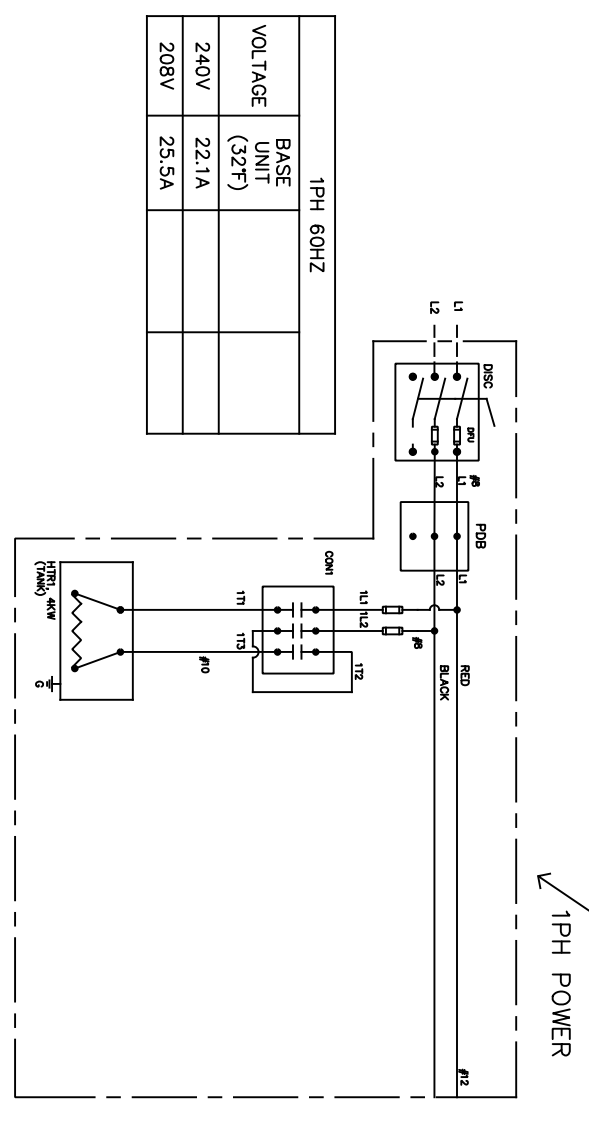 1PH 60HZ
VOLTAGE
BASE
UNIT
(32°F)
240V
22.1A
208V
25.5A
L1
L2
DISC
DFU
L1
L2
#8
PDB
L1
L2
RED
BLACK
#12
1L1
1L2
#8
CON1
1T1
1T3
1T2
#10
HTR1, 4KW
(TANK)
G
1PH POWER